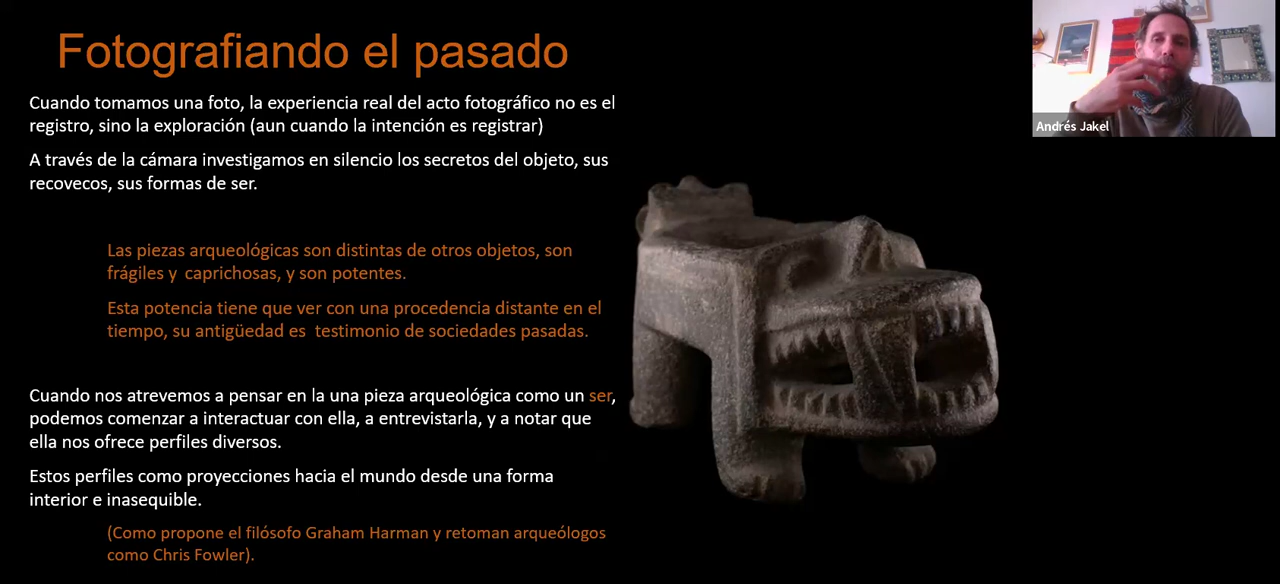 Fotografiando el pasado
Cuando tomamos una foto, la experiencia real del acto fotográfico no es el
registro, sino la exploración (aun cuando la intención es registrar)
A través de la cámara investigamos en silencio los secretos del objeto, sus
recovecos, sus formas de ser.
Las piezas arqueológicas son distintas de otros objetos, son
frágiles y caprichosas, y son potentes.
Esta potencia tiene que ver con una procedencia distante en el
tiempo, su antigüedad es testimonio de sociedades pasadas.
Cuando nos atrevemos a pensar en la una pieza arqueológica como un ser,
podemos comenzar a interactuar con ella, a entrevistarla, y a notar que
ella nos ofrece perfiles diversos.
Estos perfiles como proyecciones hacia el mundo desde una forma
interior e inasequible.
(Como propone el filósofo Graham Harman y retoman arqueólogos
como Chris Fowler).
Andrés Jakel